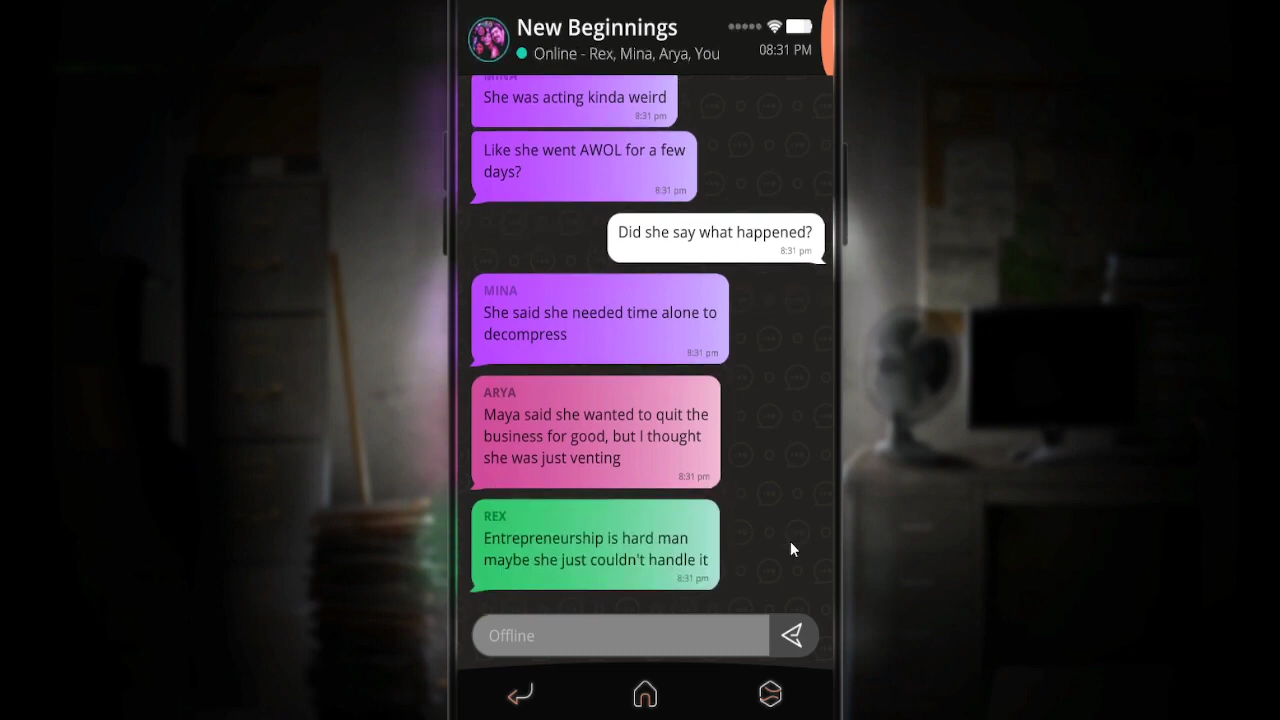 New Beginnings
Online - Rex, Mina, Arya, You
08:31 PM
MINA
She was acting kinda weird
8:31 pm
Like she went AWOL for a few
days?
8:31 pm
Did she say what happened?
8:31 pm
MINA
She said she needed time alone to
decompress
8:31 pm
ARYA
Maya said she wanted to quit the
business for good, but I thought
she was just venting
8:31 pm
REX
Entrepreneurship is hard man
maybe she just couldn't handle it
8:31 pm
Offline